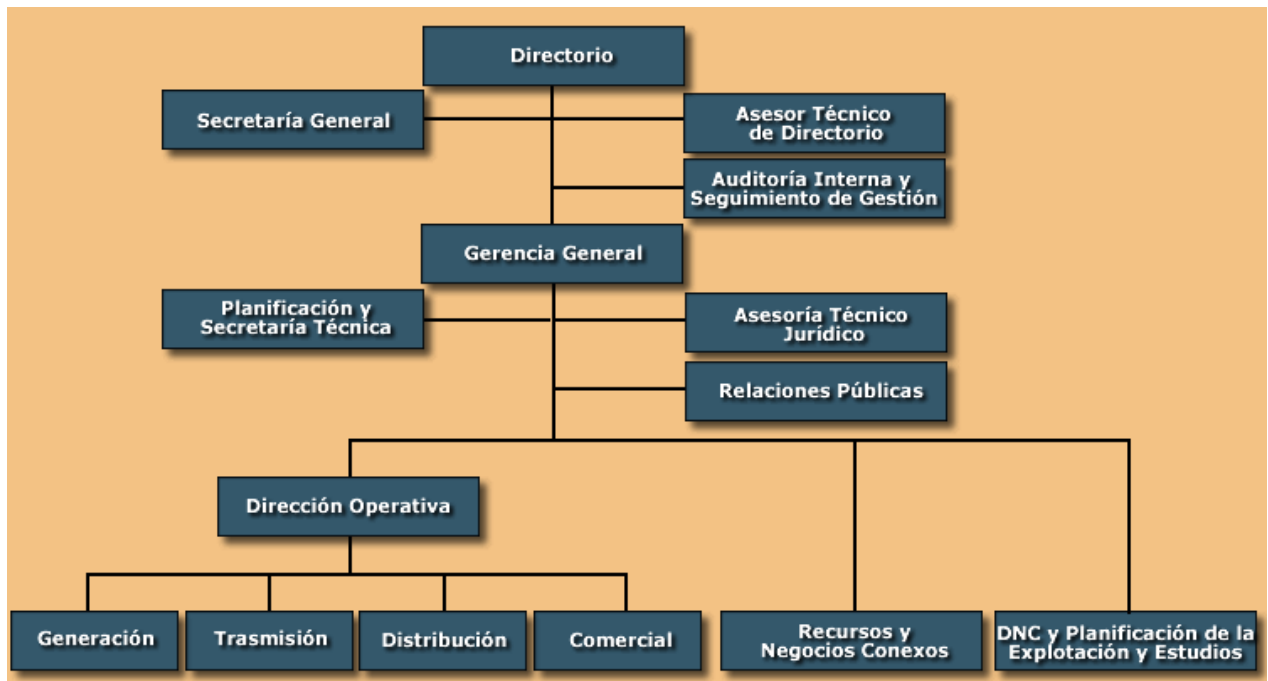 Directorio
Secretaría General
Asesor Técnico
de Directorio
Auditoría Interna y
Seguimiento de Gestión
Gerencia General
Planificación y
Secretaría Técnica
Asesoría Técnico
Jurídico
Relaciones Públicas
Dirección Operativa
Generación
Trasmisión
Distribución
Comercial
Recursos y
Negocios Conexos
DNC y Planificación de la
Explotación y Estudios